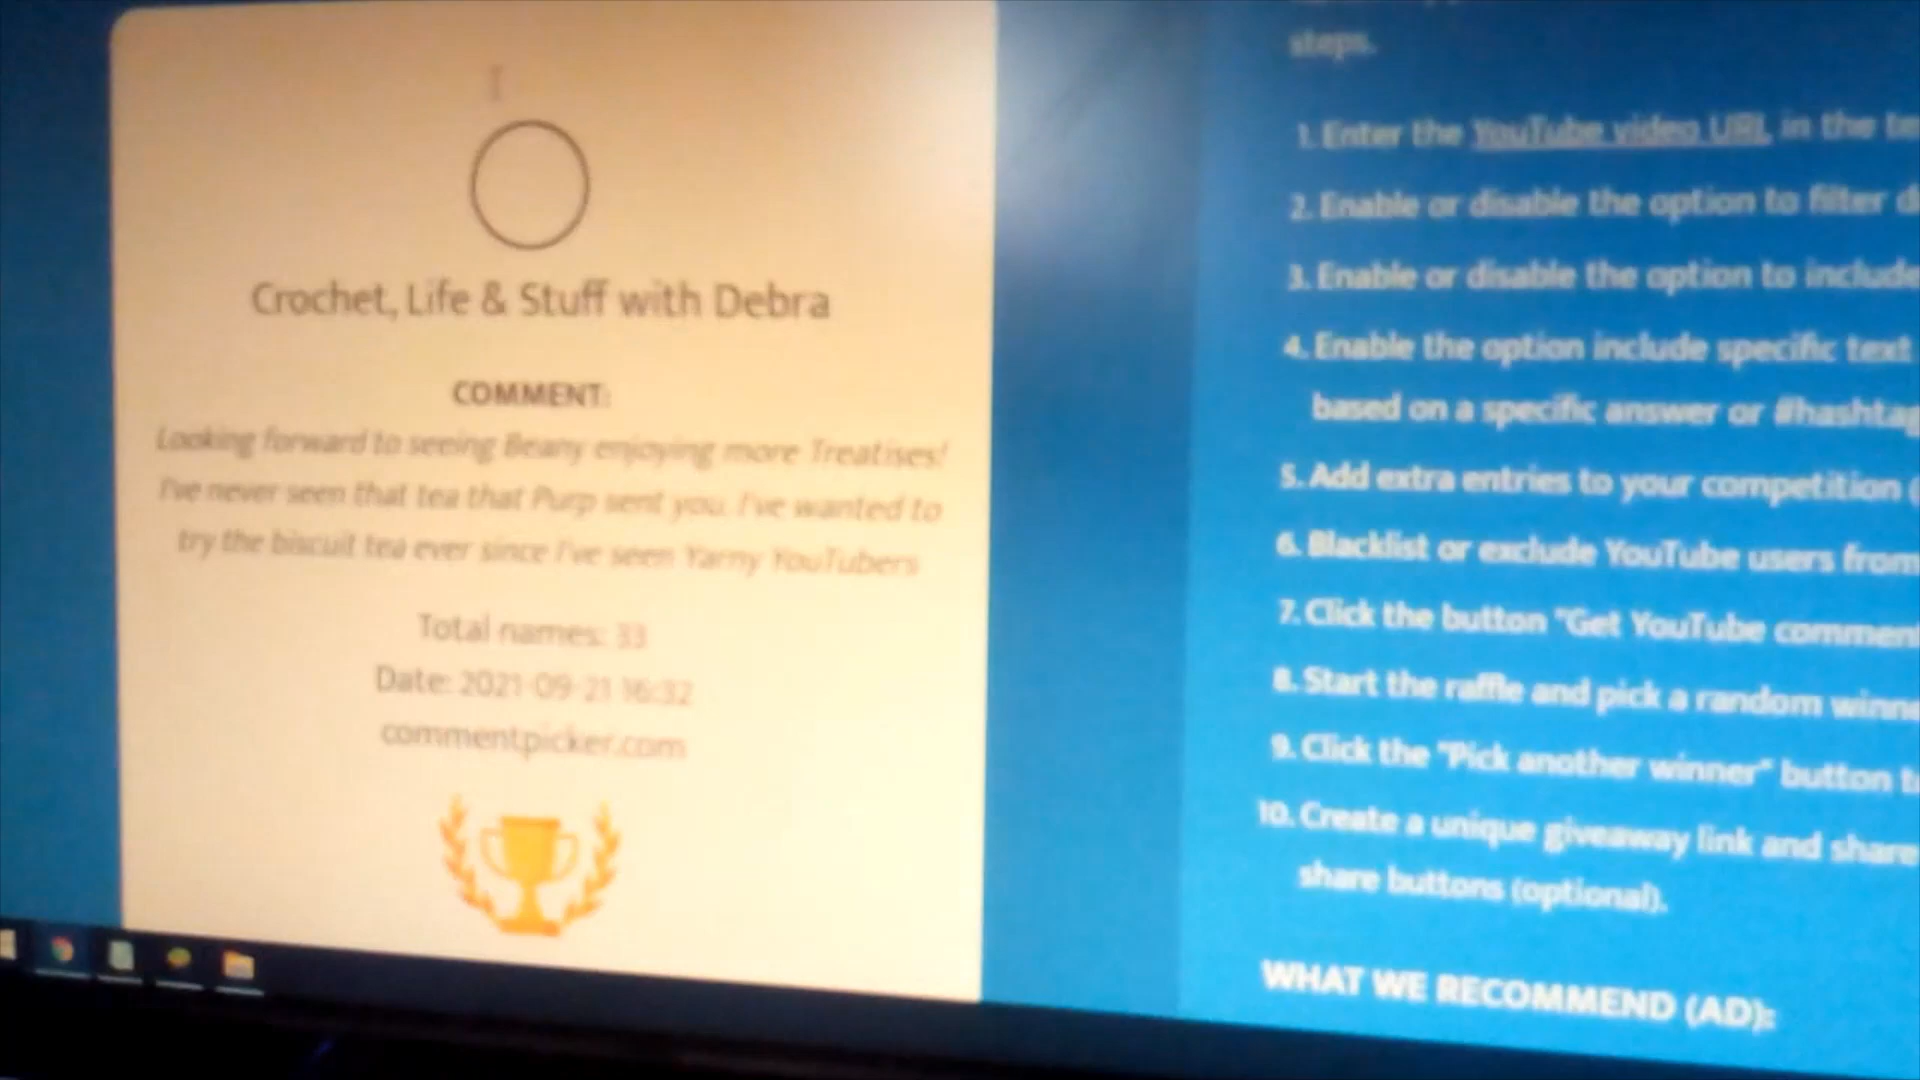 Crochet, Life & Stuff with Debra
COMMENT:
Looking forward to seeing Beany enjoying more Treatises!
I've never seen that tea that Purp sent you. I've wanted to
try the biscuit tea ever since I've seen Yarny YouTubers
Total names: 33
Date: 2021-09-21 16:32
commentpicker.com
steps.
1. Enter the YouTube video URL in the
2. Enable or disable the option to filter
3. Enable or disable the option to include
4. Enable the option include specific text
based on a specific answer or #hashtag
5. Add extra entries to your competition (
6. Blacklist or exclude YouTube users from
7. Click the button "Get YouTube comment
8. Start the raffle and pick a random winne
9. Click the "Pick another winner" button t
10. Create a unique giveaway link and share
share buttons (optional).
WHAT WE RECOMMEND (AD):